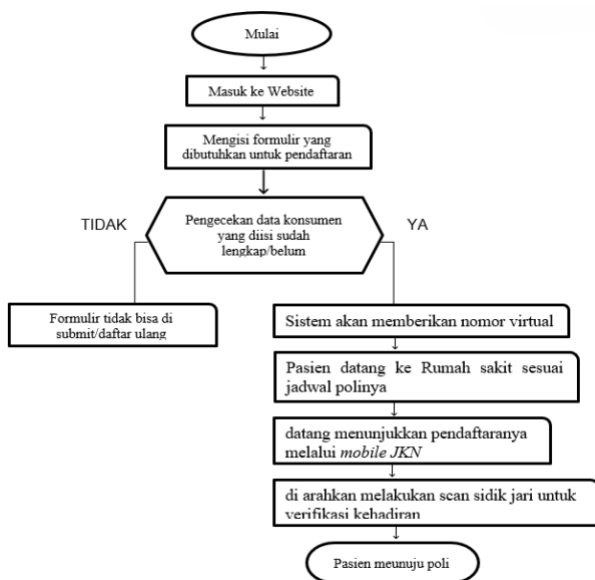 Mulai
Masuk ke Website
Mengisi formulir yang
dibutuhkan untuk pendaftaran
TIDAK
Pengecekan data konsumen
yang diisi sudah
lengkap/belum
YA
Formulir tidak bisa di
submit/daftar ulang
Sistem akan memberikan nomor virtual
Pasien datang ke Rumah sakit sesuai
jadwal polinya
datang menunjukkan pendaftaranya
melalui mobile JKN
di arahkan melakukan scan sidik jari untuk
verifikasi kehadiran
Pasien meunuju poli